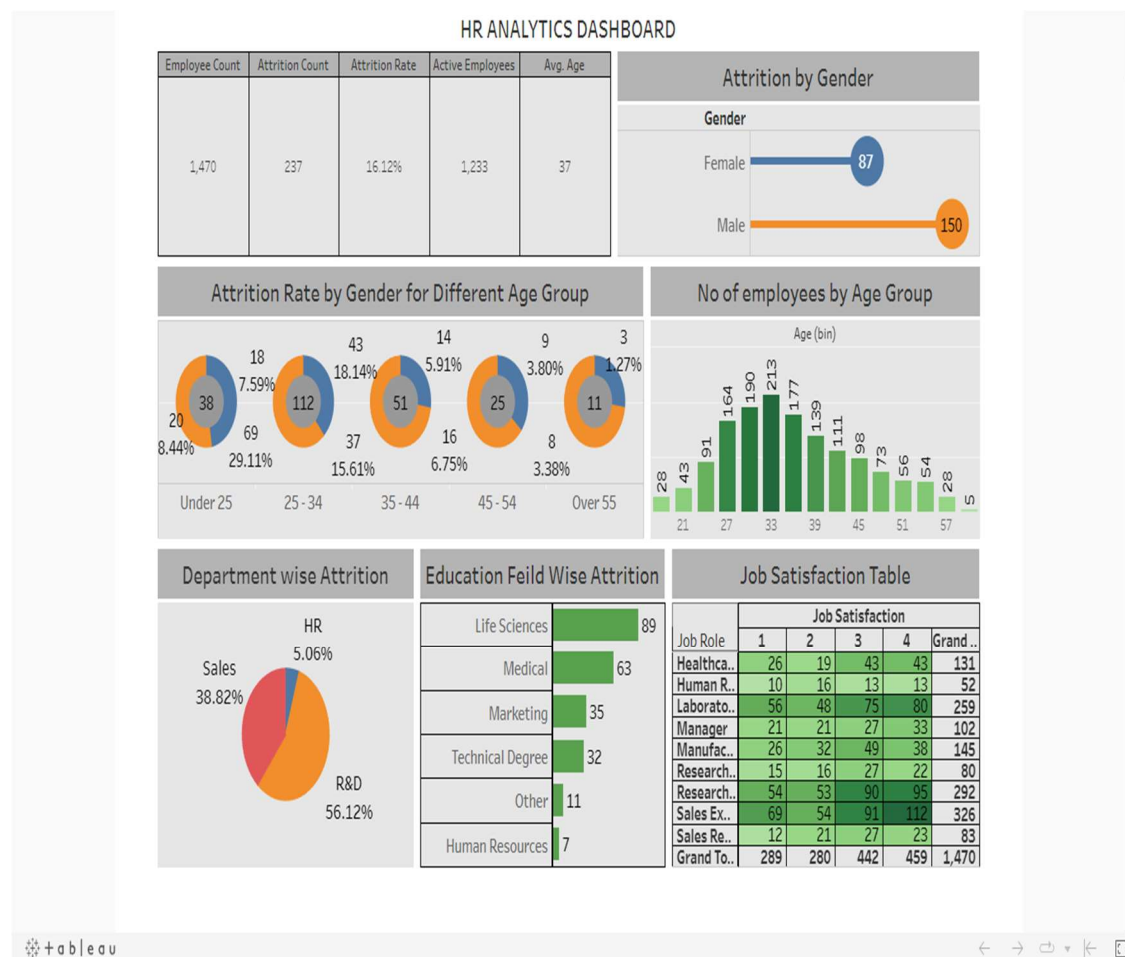 HR ANALYTICS DASHBOARD
Employee Count Attrition Count Attrition Rate Active Employees Avg. Age
1,470 237 16.12% 1,233 37
Attrition by Gender
Gender
Female 87
Male 150
Attrition Rate by Gender for Different Age Group
18
7.59%
38
20
8.44%
43
18.14%
112
69
29.11%
14
5.91%
51
37
15.61%
9
3.80%
25
16
6.75%
3
1.27%
11
8
3.38%
Under 25 25 - 34 35 - 44 45 - 54 Over 55
No of employees by Age Group
Age (bin)
28 43 91 164 190 213 177 139 111 98 73 56 54 28 5
21 27 33 39 45 51 57
Department wise Attrition
HR
5.06%
Sales
38.82%
R&D
56.12%
Education Feild Wise Attrition
Life Sciences 89
Medical 63
Marketing 35
Technical Degree 32
Other 11
Human Resources 7
Job Satisfaction Table
Job Satisfaction
Job Role 1 2 3 4 Grand ..
Healthca.. 26 19 43 43 131
Human R.. 10 16 13 13 52
Laborato.. 56 48 75 80 259
Manager 21 21 27 33 102
Manufac.. 26 32 49 38 145
Research.. 15 16 27 22 80
Research.. 54 53 90 95 292
Sales Ex.. 69 54 91 112 326
Sales Re.. 12 21 27 23 83
Grand To.. 289 280 442 459 1,470
+ableau